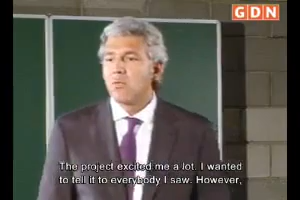 GDN
The project excited me a lot. I wanted
to tell it to everybody I saw. However,